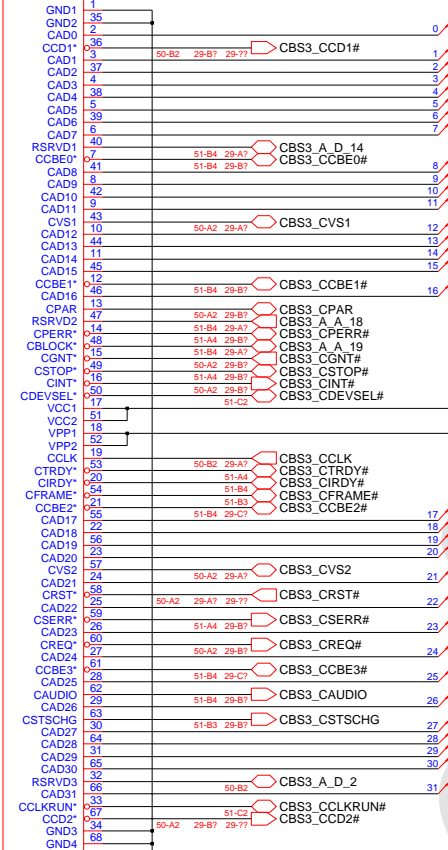 GND1 1
GND2 35
CAD0 2 0
CCD1* 36 CBS3_CCD1#
CAD1 3 50-B2 29-B? 29-?? 1
CAD2 37 2
CAD3 4 3
CAD4 38 4
CAD5 5 5
CAD6 39 6
CAD7 6 7
RSRVD1 40 CBS3_A_D_14
CCBE0* 7 51-B4 29-A? CBS3_CCBE0#
CAD8 41 51-B4 29-B? 8
CAD9 8 9
CAD10 42 10
CAD11 9 11
CVS1 43 CBS3_CVS1
CAD12 10 50-A2 29-A? 12
CAD13 44 13
CAD14 11 14
CAD15 45 15
CCBE1* 12 CBS3_CCBE1#
CAD16 46 51-B4 29-B? 16
CPAR 13 CBS3_CPAR
RSRVD2 47 50-A2 29-B? CBS3_A_A_18
CPERR* 14 51-B4 29-A? CBS3_CPERR#
CBLOCK* 48 51-A4 29-B? CBS3_A_A_19
CGNT* 15 51-B4 29-A? CBS3_CGNT#
CSTOP* 49 50-A2 29-B? CBS3_CSTOP#
CINT* 16 51-A4 29-B? CBS3_CINT#
CDEVSEL* 50 50-A2 29-B? CBS3_CDEVSEL#
VCC1 17 51-C2
VCC2 51
VPP1 18
VPP2 52
CCLK 19 CBS3_CCLK
CTRDY* 53 50-B2 29-A? CBS3_CTRDY#
CIRDY* 20 51-A4 CBS3_CIRDY#
CFRAME* 54 51-B4 CBS3_CFRAME#
CCBE2* 21 51-B3 29-B? CBS3_CCBE2#
CAD17 55 51-B4 29-C? 17
CAD18 22 18
CAD19 56 19
CAD20 23 20
CVS2 57 CBS3_CVS2
CAD21 24 50-A2 29-A? 21
CRST* 58 CBS3_CRST#
CAD22 25 50-A2 29-A? 29-?? 22
CSERR* 59 CBS3_CSERR#
CAD23 26 51-A4 29-B? 23
CREQ* 60 CBS3_CREQ#
CAD24 27 50-A2 29-B? 24
CCBE3* 61 CBS3_CCBE3#
CAD25 28 51-B4 29-C? 25
CAUDIO 62 CBS3_CAUDIO
CAD26 29 51-B4 29-B? 26
CSTSCHG 63 CBS3_CSTSCHG
CAD27 30 51-B3 29-B? 27
CAD28 64 28
CAD29 31 29
CAD30 65 30
RSRVD3 32 CBS3_A_D_2
CAD31 66 50-B2 31
CCLKRUN* 33 CBS3_CCLKRUN#
CCD2* 67 51-C2 CBS3_CCD2#
GND3 34 50-A2 29-B? 29-??
GND4 68